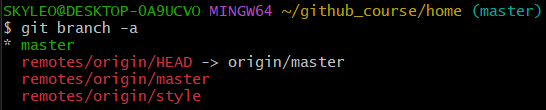 SKYLEO@DESKTOP-0A9UCVO MINGW64 ~/github_course/home (master)
$ git branch -a
* master
  remotes/origin/HEAD -> origin/master
  remotes/origin/master
  remotes/origin/style